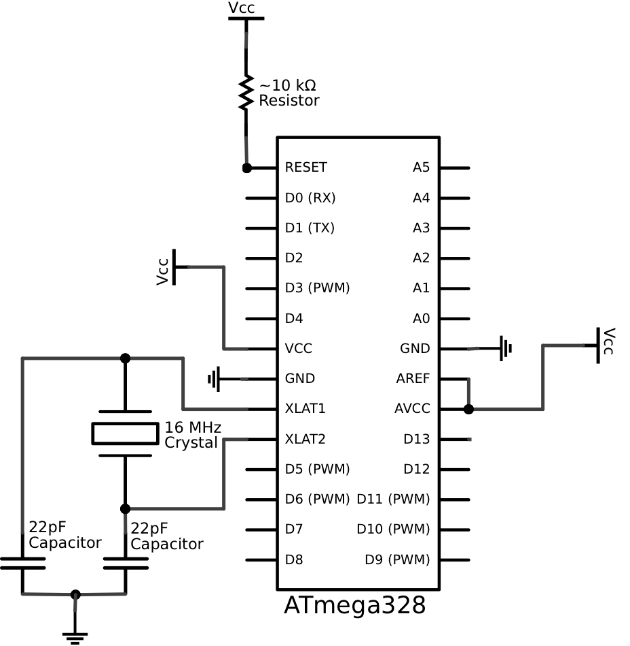 Vcc
~10 kΩ
Resistor
RESET A5
D0 (RX) A4
D1 (TX) A3
Vcc
D2 A2
D3 (PWM) A1
D4 A0
VCC GND
Vcc
GND AREF
XLAT1 AVCC
16 MHz
Crystal
XLAT2 D13
D5 (PWM) D12
D6 (PWM) D11 (PWM)
22pF
Capacitor
22pF
Capacitor
D7 D10 (PWM)
D8 D9 (PWM)
ATmega328